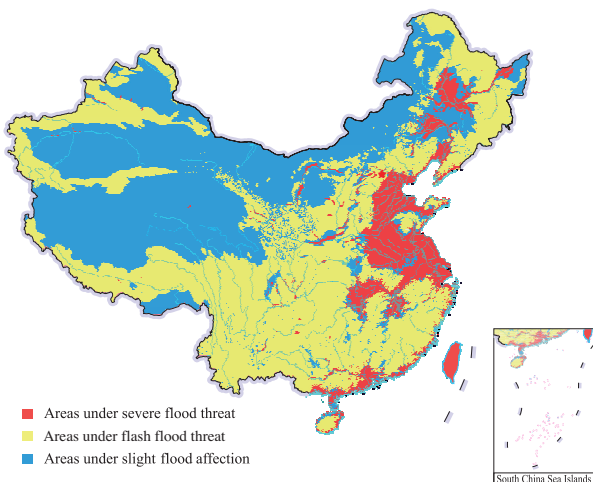 Areas under severe flood threat
Areas under flash flood threat
Areas under slight flood affection
South China Sea Islands